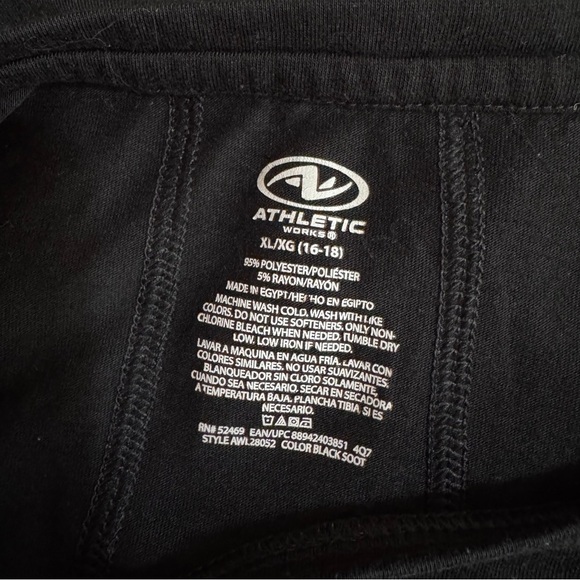 ATHLETIC
WORKS®
XL/XG (16-18)
95% POLYESTER/POLIÉSTER
5% RAYON/RAYÓN
MADE IN EGYPT/HECHO EN EGIPTO
MACHINE WASH COLD. WASH WITH LIKE
COLORS. DO NOT USE SOFTENERS. ONLY NON-
CHLORINE BLEACH WHEN NEEDED. TUMBLE DRY
LOW. LOW IRON IF NEEDED.
LAVAR A MAQUINA EN AGUA FRIA. LAVAR CON
COLORES SIMILARES. NO USAR SUAVIZANTES.
BLANQUEADOR SIN CLORO SOLAMENTE
CUANDO SEA NECESARIO. SECAR EN SECADORA
A TEMPERATURA BAJA. PLANCHA TIBIA SI ES
NECESARIO.
RN# 52469 EAN/UPC 88942403851 4Q7
STYLE AWL28052 COLOR BLACK SOOT